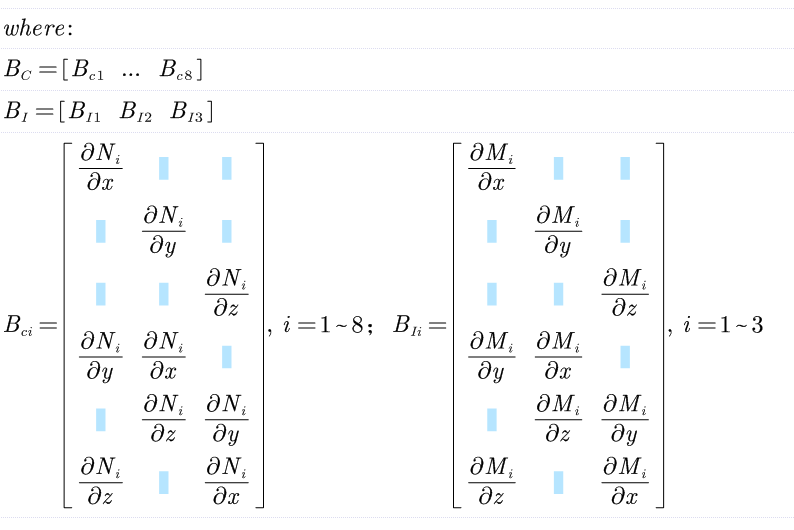 where:
B_C = [ B_c1 ... B_c8 ]
B_I = [ B_I1 B_I2 B_I3 ]
B_ci = [ ∂N_i/∂x ; ∂N_i/∂y ; ∂N_i/∂z ; ∂N_i/∂y ∂N_i/∂x ; ∂N_i/∂z ∂N_i/∂y ; ∂N_i/∂z ∂N_i/∂x ], i = 1 ~ 8; B_Ii = [ ∂M_i/∂x ; ∂M_i/∂y ; ∂M_i/∂z ; ∂M_i/∂y ∂M_i/∂x ; ∂M_i/∂z ∂M_i/∂y ; ∂M_i/∂z ∂M_i/∂x ], i = 1 ~ 3